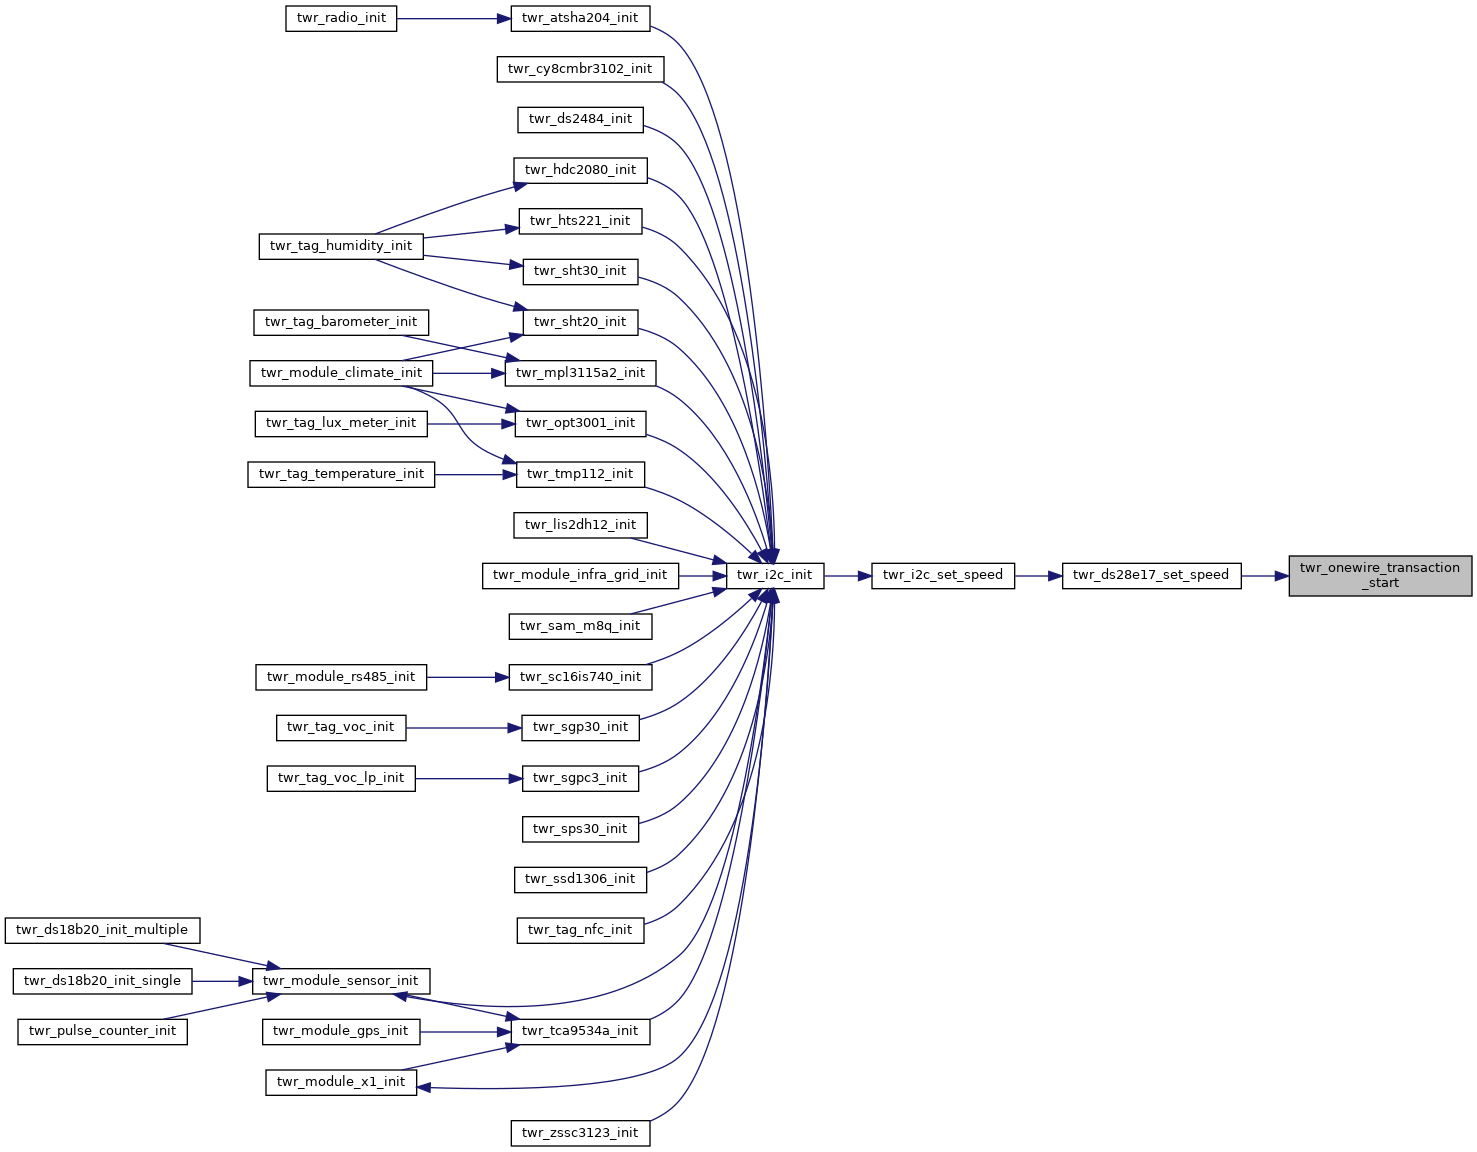 twr_radio_init
twr_atsha204_init
twr_cy8cmbr3102_init
twr_ds2484_init
twr_hdc2080_init
twr_hts221_init
twr_tag_humidity_init
twr_sht30_init
twr_tag_barometer_init
twr_sht20_init
twr_module_climate_init
twr_mpl3115a2_init
twr_tag_lux_meter_init
twr_opt3001_init
twr_tag_temperature_init
twr_tmp112_init
twr_lis2dh12_init
twr_module_infra_grid_init
twr_i2c_init
twr_i2c_set_speed
twr_ds28e17_set_speed
twr_onewire_transaction
_start
twr_sam_m8q_init
twr_module_rs485_init
twr_sc16is740_init
twr_tag_voc_init
twr_sgp30_init
twr_tag_voc_lp_init
twr_sgpc3_init
twr_sps30_init
twr_ssd1306_init
twr_ds18b20_init_multiple
twr_tag_nfc_init
twr_ds18b20_init_single
twr_module_sensor_init
twr_pulse_counter_init
twr_module_gps_init
twr_tca9534a_init
twr_module_x1_init
twr_zssc3123_init